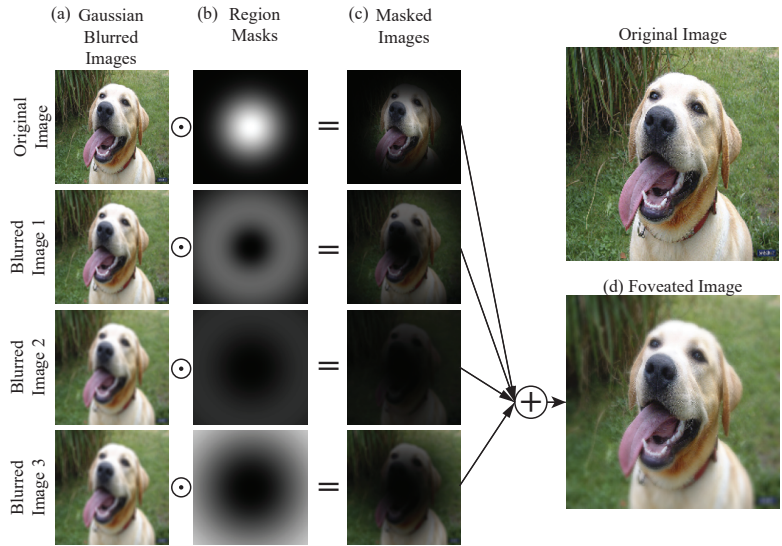 (a) Gaussian
Blurred
Images
(b) Region
Masks
(c) Masked
Images
Original Image
Original
Image
Blurred
Image 1
(d) Foveated Image
Blurred
Image 2
Blurred
Image 3